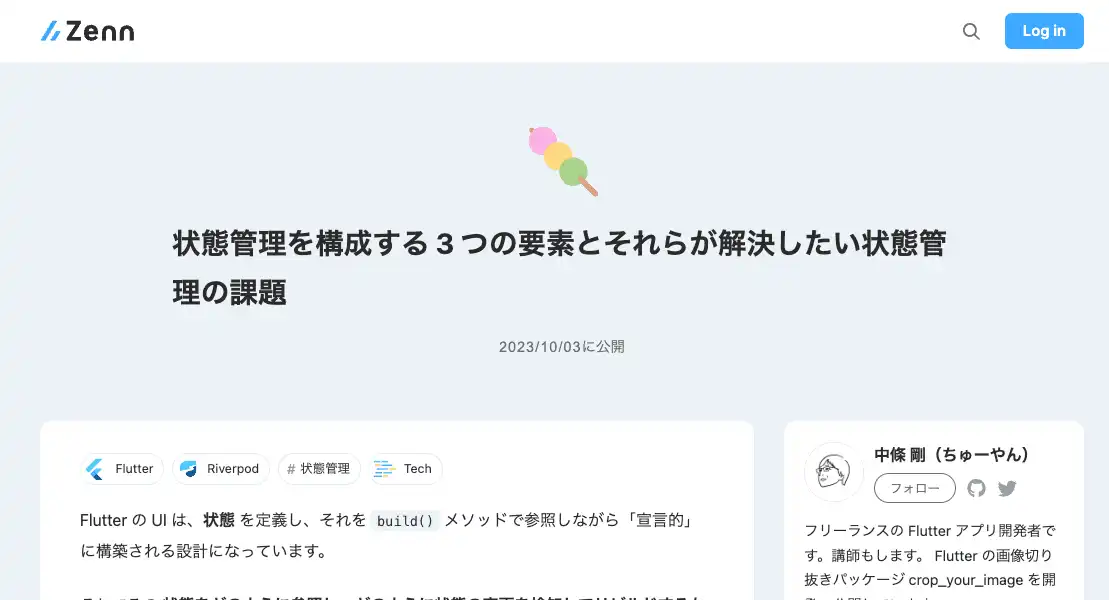 Zenn
Log in
状態管理を構成する 3 つの要素とそれらが解決したい状態管
理の課題
2023/10/03に公開
Flutter
Riverpod
# 状態管理
Tech
Flutter の UI は、状態 を定義し、それを build() メソッドで参照しながら「宣言的」
に構築される設計になっています。
中條 剛（ちゅーやん）
フォロー
フリーランスの Flutter アプリ開発者で
す。講師もします。 Flutter の画像切り
抜きパッケージ crop_your_image を開